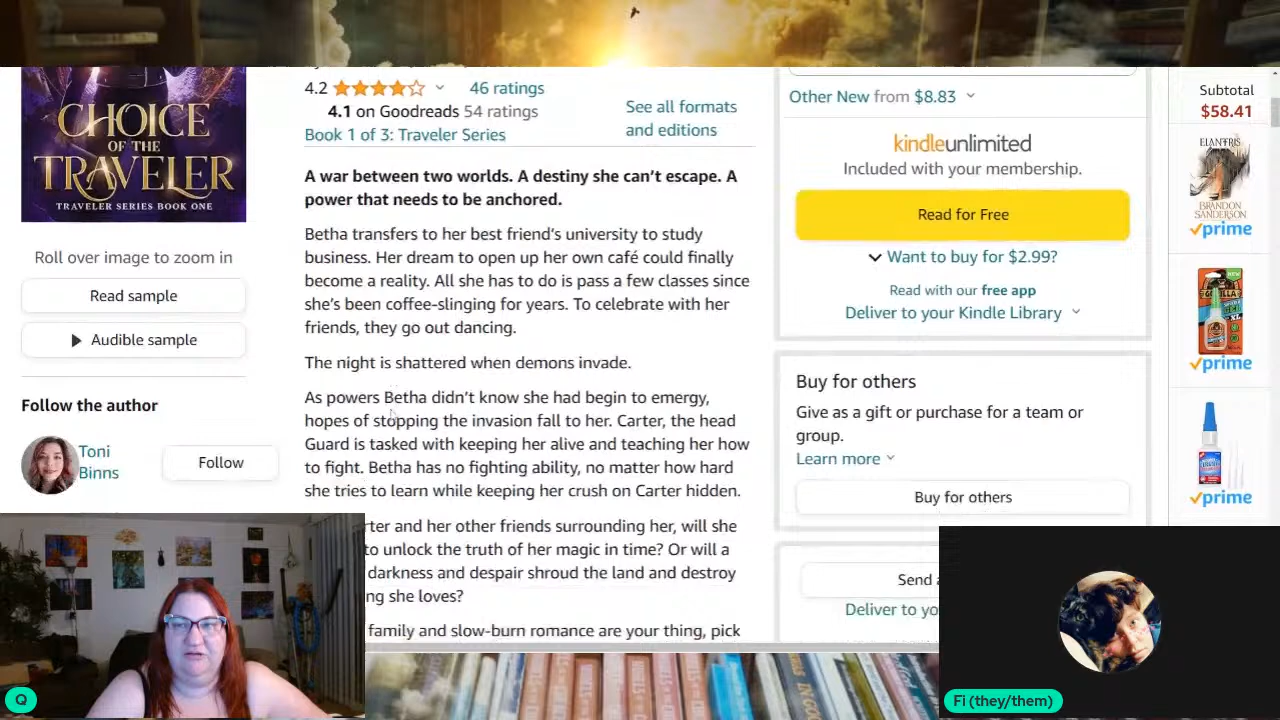 CHOICE
OF THE
TRAVELER
TRAVELER SERIES BOOK ONE
Roll over image to zoom in
Read sample
Audible sample
Follow the author
Toni
Binns
Follow
4.2
46 ratings
4.1 on Goodreads 54 ratings
Book 1 of 3: Traveler Series
See all formats
and editions
A war between two worlds. A destiny she can't escape. A
power that needs to be anchored.
Betha transfers to her best friend's university to study
business. Her dream to open up her own café could finally
become a reality. All she has to do is pass a few classes since
she's been coffee-slinging for years. To celebrate with her
friends, they go out dancing.
The night is shattered when demons invade.
As powers Betha didn't know she had begin to emergy,
hopes of stopping the invasion fall to her. Carter, the head
Guard is tasked with keeping her alive and teaching her how
to fight. Betha has no fighting ability, no matter how hard
she tries to learn while keeping her crush on Carter hidden.
rter and her other friends surrounding her, will she
to unlock the truth of her magic in time? Or will a
darkness and despair shroud the land and destroy
ng she loves?
family and slow-burn romance are your thing, pick
Other New from $8.83
kindleunlimited
Included with your membership.
Read for Free
Want to buy for $2.99?
Read with our free app
Deliver to your Kindle Library
Buy for others
Give as a gift or purchase for a team or
group.
Learn more
Buy for others
Send a
Deliver to yo
Subtotal
$58.41
ELANTRIS
BRANDON
SANDERSON
prime
prime
prime
Q
Fi (they/them)